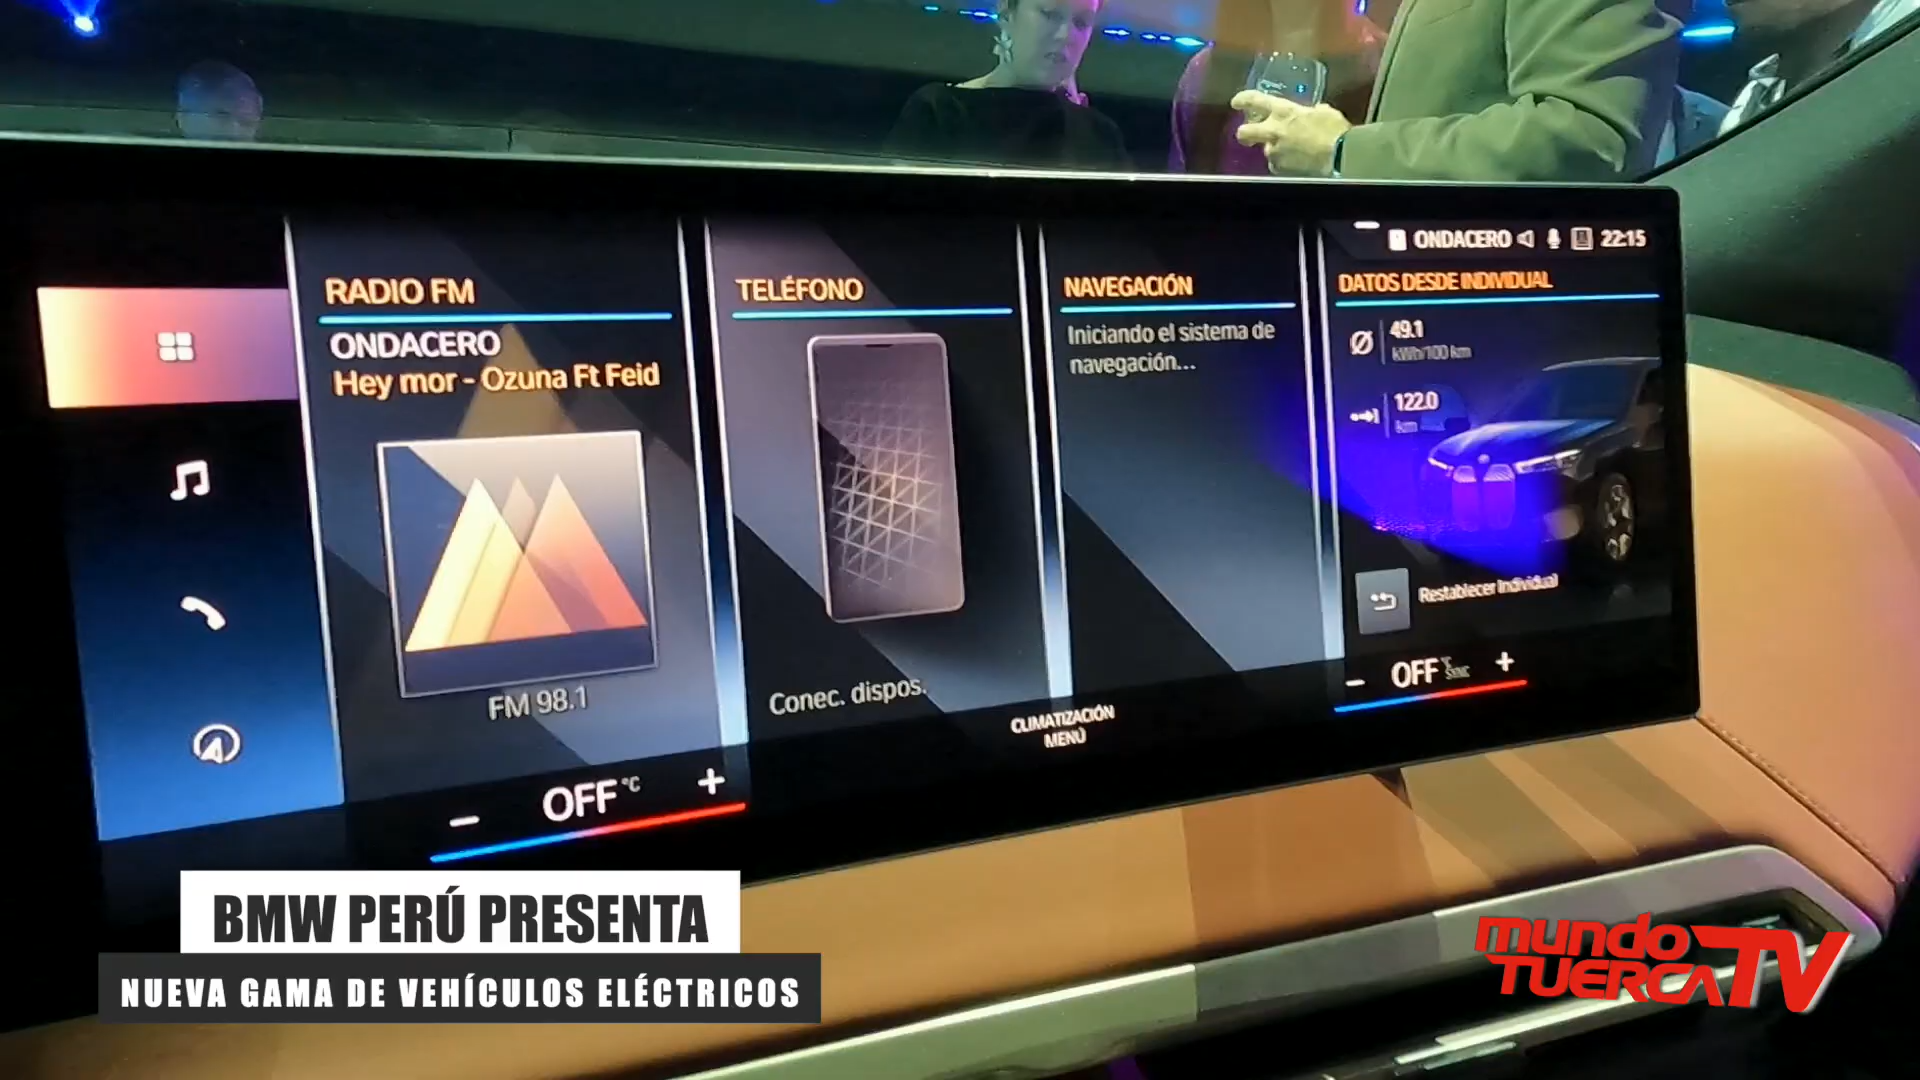 ONDACERO 22:15
RADIO FM
ONDACERO
Hey mor - Ozuna Ft Feid
FM 98.1
- OFF °C +
TELÉFONO
Conec. dispos.
NAVEGACIÓN
Iniciando el sistema de
navegación...
DATOS DESDE INDIVIDUAL
Ø 49.1
kWh/100 km
122.0
km
Restablecer Individual
- OFF °C +
SYNC
CLIMATIZACIÓN
MENÚ
BMW PERÚ PRESENTA
NUEVA GAMA DE VEHÍCULOS ELÉCTRICOS
mundo
TUERCA TV